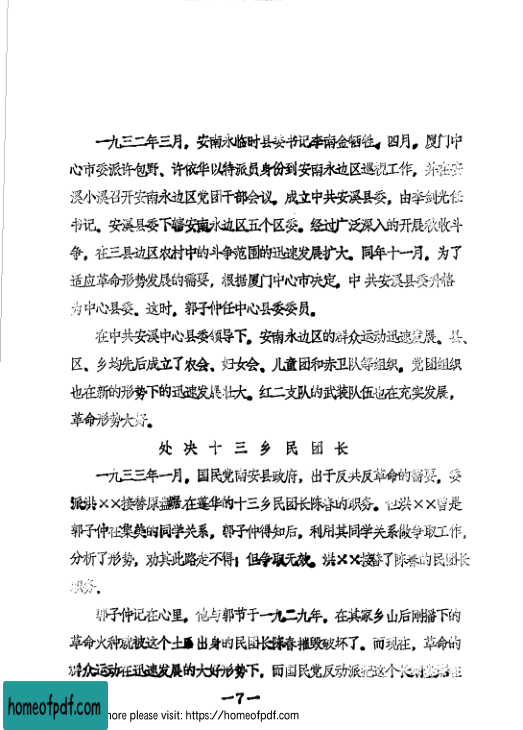 一九三二年三月，安南永临时县委书记李南金牺牲。四月，厦门中
心市委派许包野、许依华以特派员身份到安南永边区巡视工作，并在安
溪小溪召开安南永边区党团干部会议。成立中共安溪县委，由李剑光任
书记。安溪县委下辖安南永边区五个区委。经过广泛深入的开展秋收斗
争，在三县边区农村中的斗争范围的迅速发展扩大。同年十一月，为了
适应革命形势发展的需要，根据厦门中心市决定，中共安溪县委升格
为中心县委。这时，郭子仲任中心县委委员。
在中共安溪中心县委领导下，安南永边区的群众运动迅速发展。县、
区、乡均先后成立了农会、妇女会、儿童团和赤卫队等组织。党团组织
也在新的形势下的迅速发展壮大。红二支队的武装队伍也在充实发展，
革命形势大好。
处决十三乡民团长
一九三三年一月，国民党南安县政府，出于反共反革命的需要，委
派洪××接替原盘踞在蓬华的十三乡民团长陈春的职务。但洪××曾是
郭子仲在集美的同学关系，郭子仲得知后，利用其同学关系做争取工作，
分析了形势，劝其此路走不得；但争取无效。洪××接替了陈春的民团长
职务。
郭子仲记在心里，他与郭节于一九二九年，在其家乡山后刚播下的
革命火种就被这个土匪出身的民团长陈春摧毁破坏了。而现在，革命的
群众运动在迅速发展的大好形势下，而国民党反动派把这个
—7—
homeofpdf.com
more please visit: https://homeofpdf.com